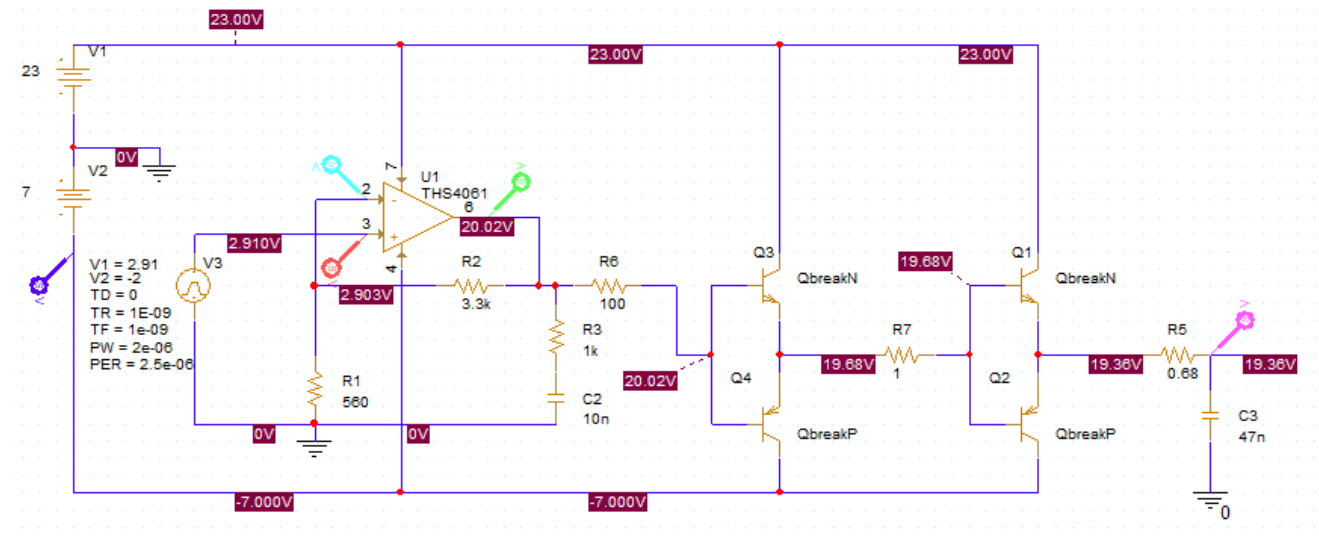 23.00V
V1
23
23.00V
23.00V
0V
V2
7
7
U1
THS4061
2
6
3
4
20.02V
2.910V
V3
V1 = 2.91
V2 = -2
TD = 0
TR = 1E-09
TF = 1e-09
PW = 2e-06
PER = 2.5e-06
R2
3.3k
2.903V
R6
100
R3
1k
R1
560
C2
10n
0V
0V
20.02V
Q3
QbreakN
Q4
QbreakP
19.68V
R7
1
19.68V
Q1
QbreakN
Q2
QbreakP
19.36V
R5
0.68
19.36V
C3
47n
0
-7.000V
-7.000V